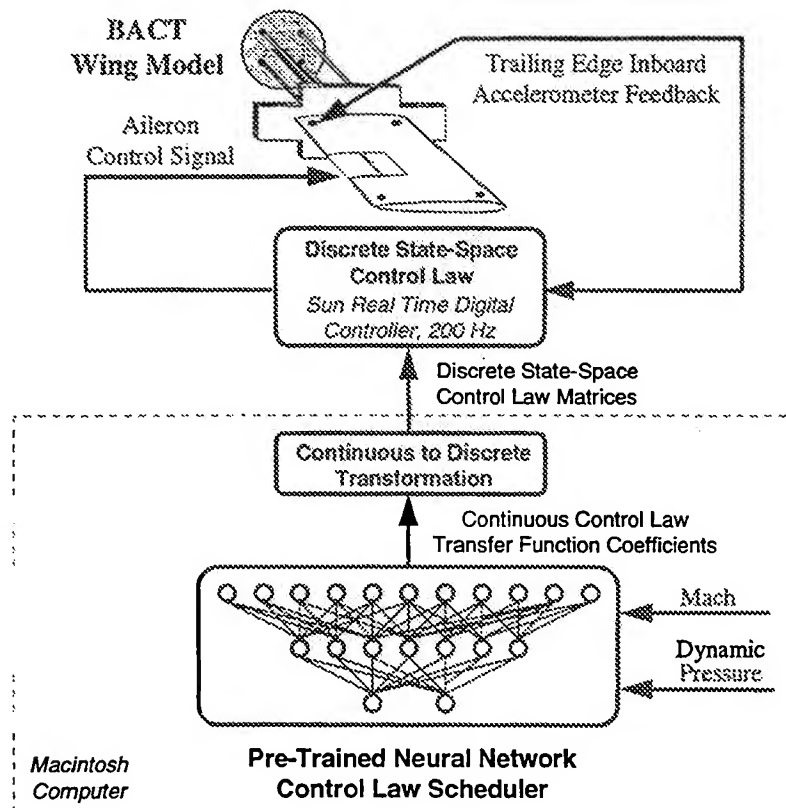 BACT
Wing Model
Trailing Edge Inboard
Accelerometer Feedback
Aileron
Control Signal
Discrete State-Space
Control Law
Sun Real Time Digital
Controller, 200 Hz
Discrete State-Space
Control Law Matrices
Continuous to Discrete
Transformation
Continuous Control Law
Transfer Function Coefficients
Mach
Dynamic
Pressure
Macintosh
Computer
Pre-Trained Neural Network
Control Law Scheduler